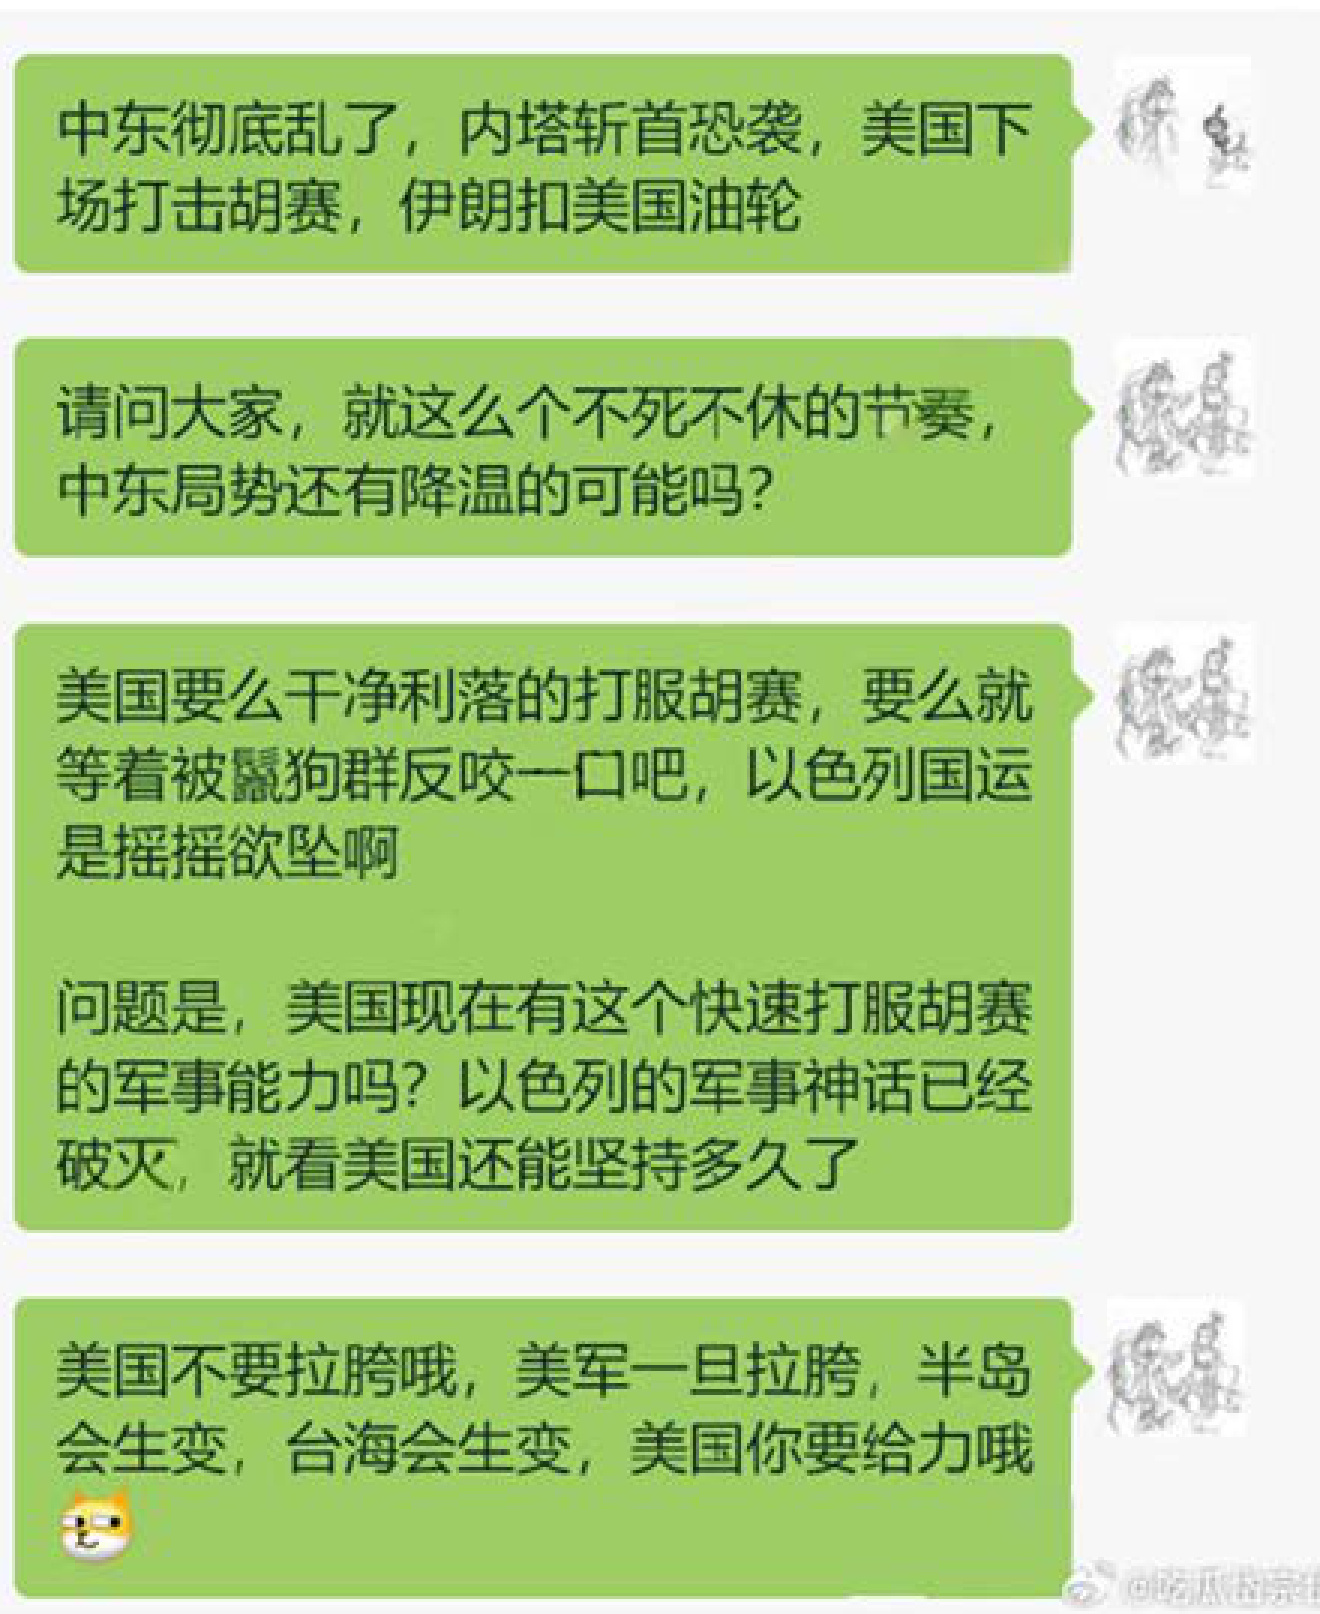 中东彻底乱了，内塔斩首恐袭，美国下
场打击胡赛，伊朗扣美国油轮
请问大家，就这么个不死不休的节奏，
中东局势还有降温的可能吗？
美国要么干净利落的打服胡赛，要么就
等着被鬣狗群反咬一口吧，以色列国运
是摇摇欲坠啊
问题是，美国现在有这个快速打服胡赛
的军事能力吗？以色列的军事神话已经
破灭，就看美国还能坚持多久了
美国不要拉胯哦，美军一旦拉胯，半岛
会生变，台海会生变，美国你要给力哦